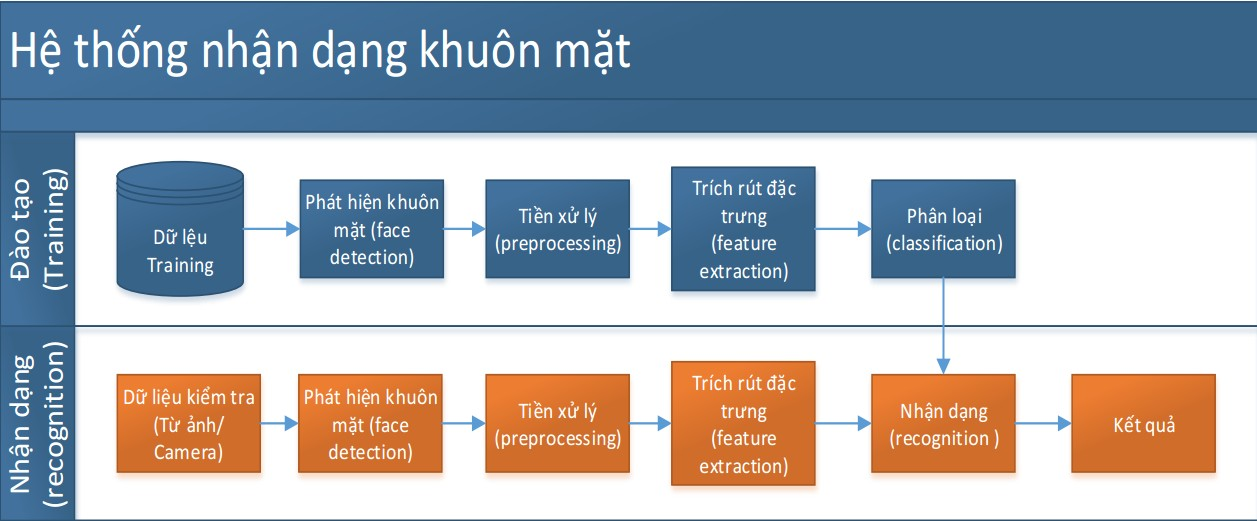 Hệ thống nhận dạng khuôn mặt
Đào tạo
(Training)
Dữ lệu
Training
Phát hiện khuôn
mặt (face
detection)
Tiền xử lý
(preprocessing)
Trích rút đặc
trưng
(feature
extraction)
Phân loại
(classification)
Nhận dạng
(recognition)
Dữ liệu kiểm tra
(Từ ảnh/
Camera)
Phát hiện khuôn
mặt (face
detection)
Tiền xử lý
(preprocessing)
Trích rút đặc
trưng
(feature
extraction)
Nhận dạng
(recognition )
Kết quả